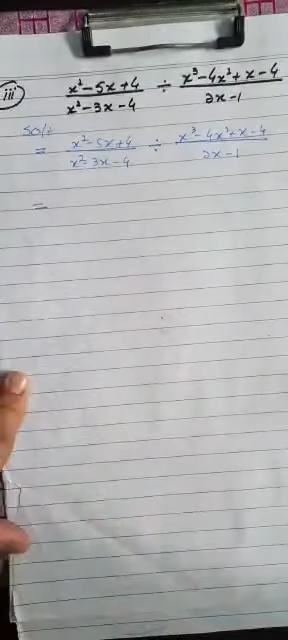 iii x²-5x+4 / x²-3x-4 ÷ x³-4x²+x-4 / 2x-1
Sol:
= x²-5x+4 / x²-3x-4 ÷ x³-4x²+x-4 / 2x-1
=